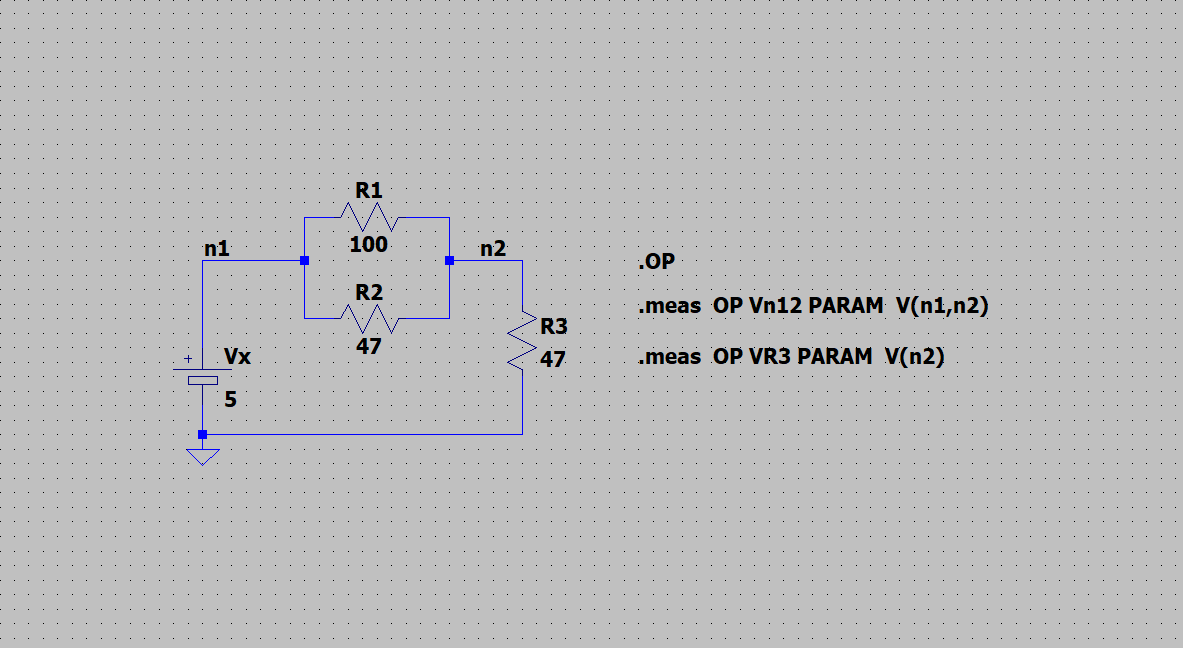 R1
100
n1
n2
R2
47
R3
47
+
Vx
5
.OP
.meas OP Vn12 PARAM V(n1,n2)
.meas OP VR3 PARAM V(n2)